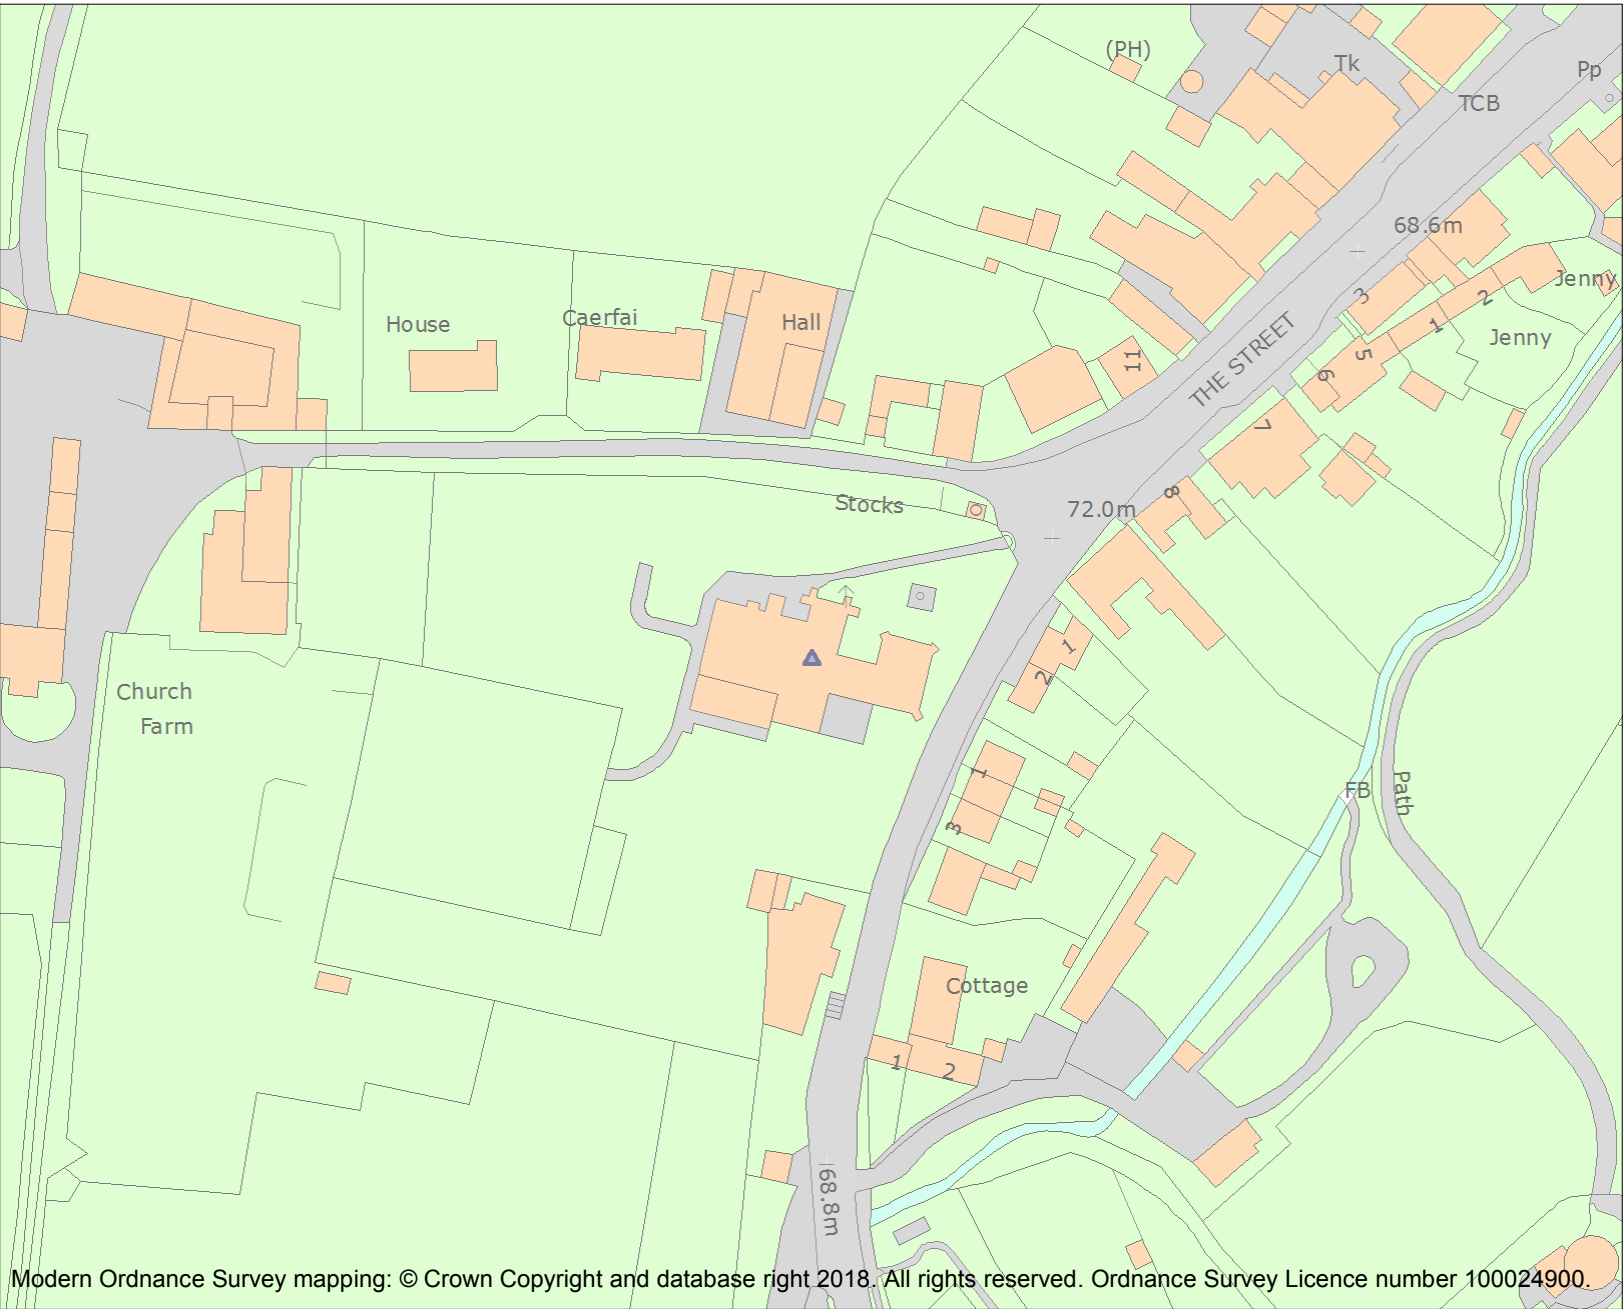 (PH)
Tk
Pp
TCB
68.6m
Jenny
3
2
1
Jenny
THE STREET
5
6
11
House
Caerfai
Hall
7
8
Stocks
72.0m
1
2
Church
Farm
1
3
FB
Path
Cottage
1
2
68.8m
Modern Ordnance Survey mapping: © Crown Copyright and database right 2018. All rights reserved. Ordnance Survey Licence number 100024900.